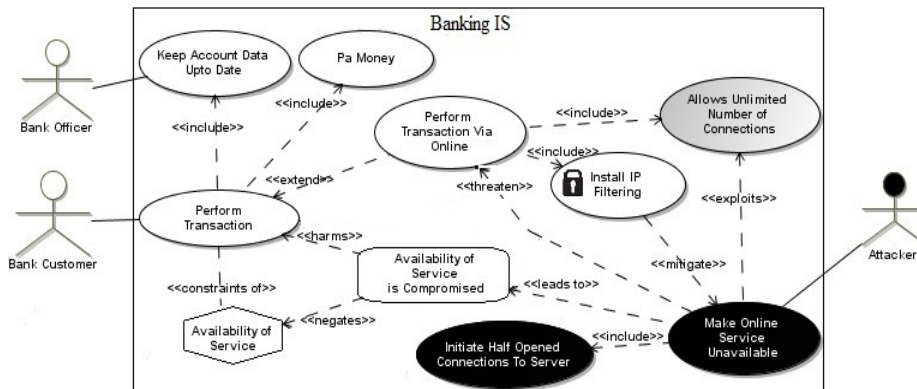 Banking IS
Keep Account Data
Upto Date
Pa Money
Bank Officer
<<include>>
<<include>>
Perform
Transaction Via
Online
<<include>>
Allows Unlimited
Number of
Connections
<<include>>
<<extend>>
<<threaten>>
Install IP
Filtering
<<exploits>>
Perform
Transaction
Bank Customer
<<harms>>
<<mitigate>>
Attacker
Availability of
Service
is Compromised
<<constraints of>>
<<leads to>>
<<negates>>
Availability of
Service
Initiate Half Opened
Connections To Server
<<include>>
Make Online
Service
Unavailable